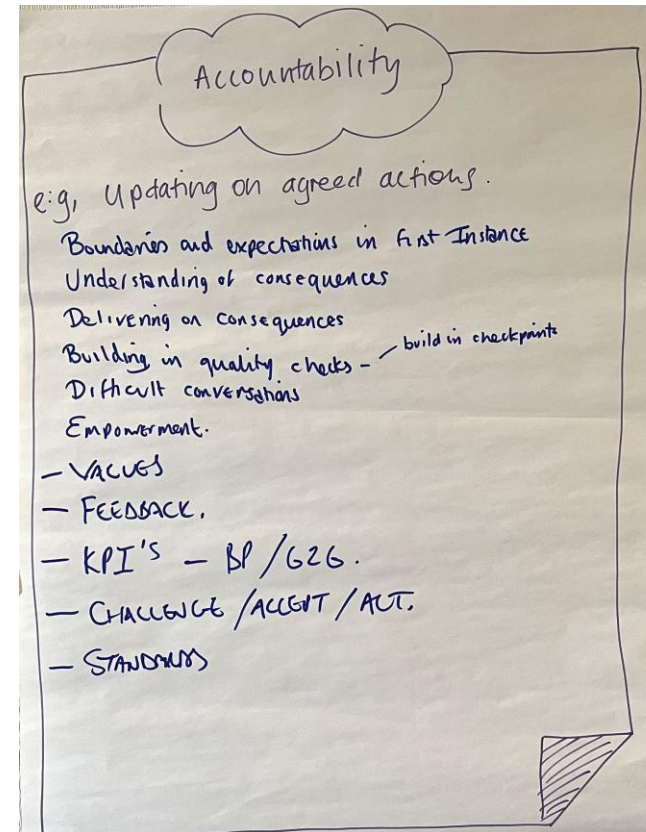 Accountability
e.g, Updating on agreed actions.
Boundaries and expectations in first Instance
Understanding of consequences
Delivering on consequences
Building in quality checks - build in checkpoints
Difficult conversations
Empowerment.
- VALUES
- FEEDBACK.
- KPI'S - BP/G2G.
- CHALLENGE/ACCEPT/ACT.
- STANDARDS